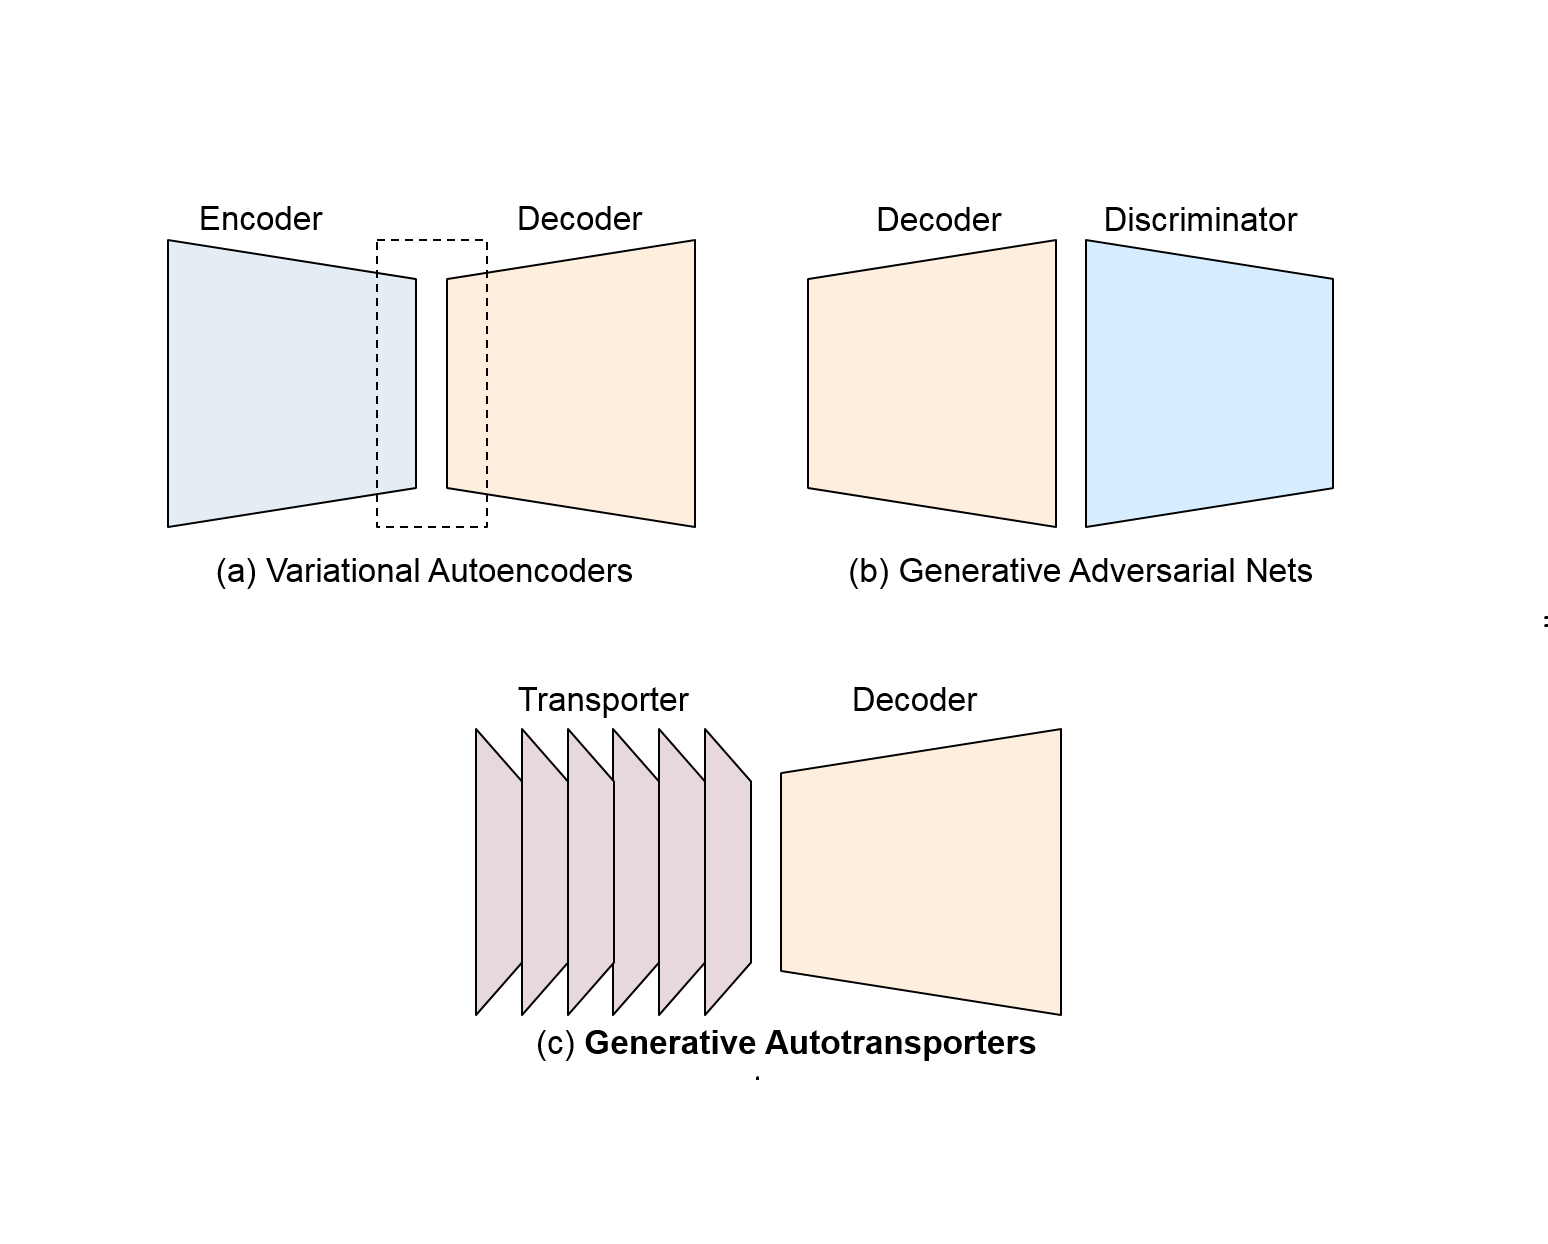 Encoder
Decoder
Decoder
Discriminator
(a) Variational Autoencoders
(b) Generative Adversarial Nets
Transporter
Decoder
(c) Generative Autotransporters
.